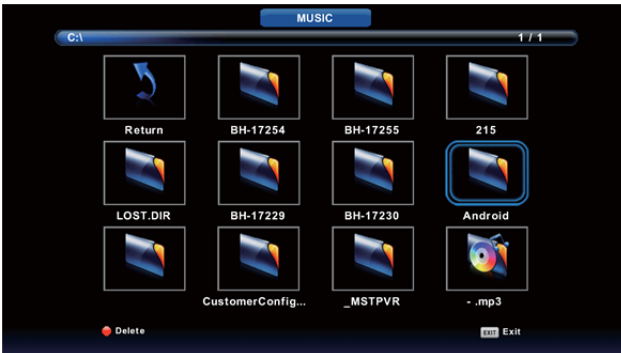 MUSIC
C:\ 1 / 1
Return BH-17254 BH-17255 215
LOST.DIR BH-17229 BH-17230 Android
CustomerConfig... _MSTPVR - .mp3
Delete EXIT Exit